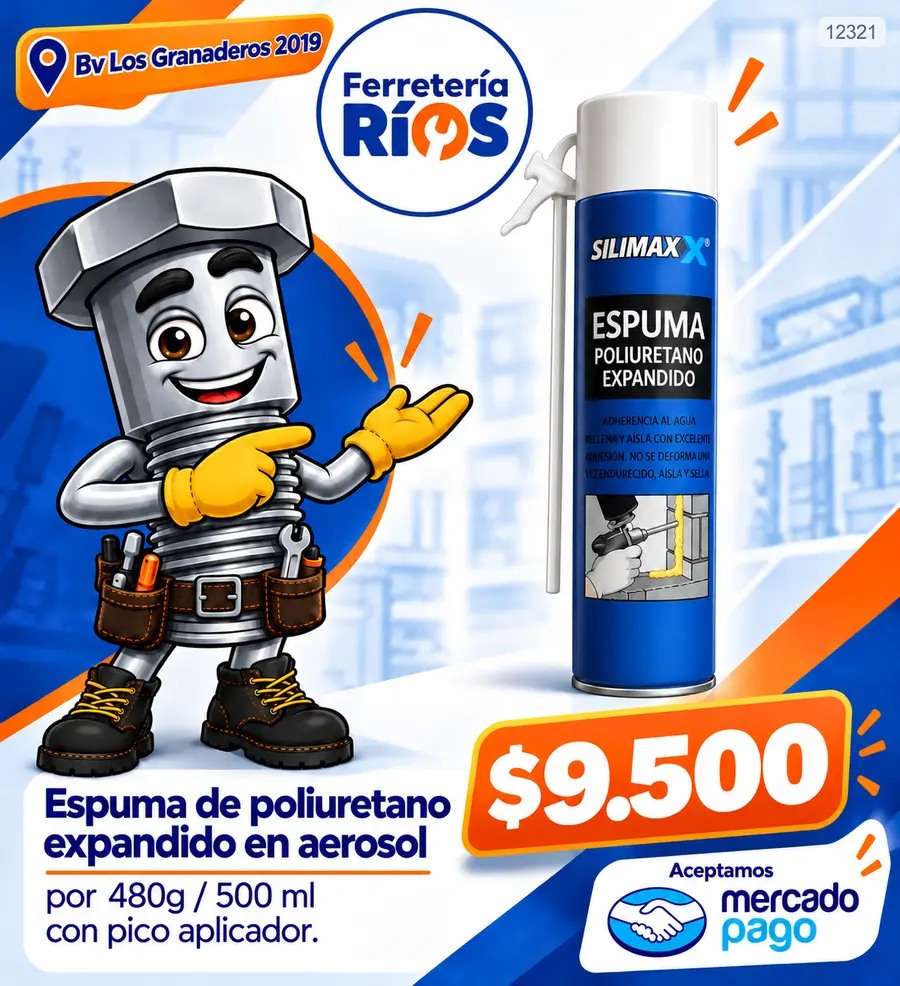 Bv Los Granaderos 2019
Ferretería
RÍOS
12321
SILIMAXX®
ESPUMA
POLIURETANO
EXPANDIDO
ADHERENCIA AL AGUA
RELLENA Y AÍSLA CON EXCELENTE
ADHESIÓN. NO SE DEFORMA UNA
VEZ ENDURECIDO, AÍSLA Y SELLA.
$9.500
Espuma de poliuretano
expandido en aerosol
por 480g / 500 ml
con pico aplicador.
Aceptamos
mercado
pago